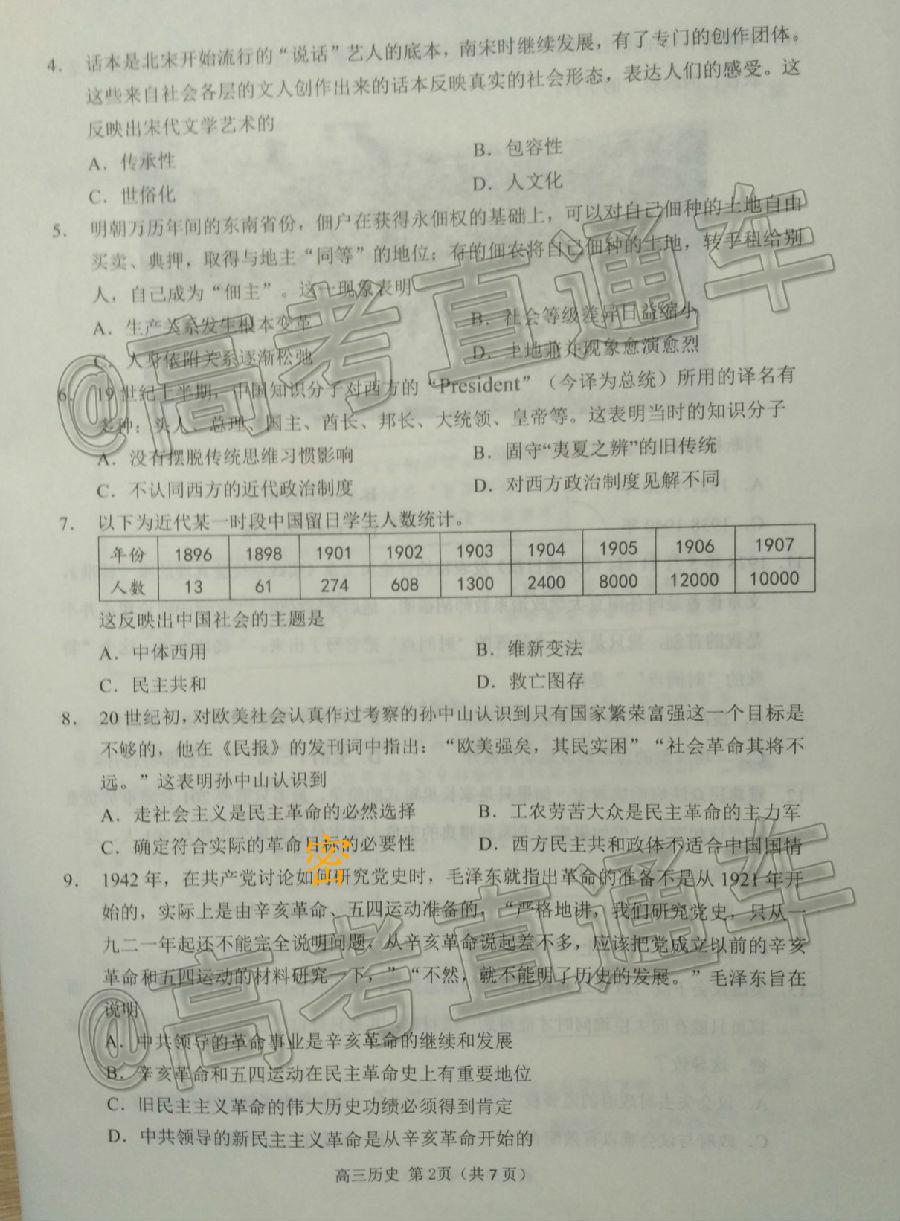 4. 话本是北宋开始流行的“说话”艺人的底本，南宋时继续发展，有了专门的创作团体。
这些来自社会各层的文人创作出来的话本反映真实的社会形态，表达人们的感受。这
反映出宋代文学艺术的
A．传承性 B．包容性
C．世俗化 D．人文化
5. 明朝万历年间的东南省份，佃户在获得永佃权的基础上，可以对自己佃种的土地自由
买卖、典押，取得与地主“同等”的地位；有的佃农将自己佃种的土地，转手租给别
人，自己成为“佃主”。这一现象表明
A．生产关系发生根本变革 B．社会等级差异日益缩小
C．人身依附关系逐渐松弛 D．土地兼并现象愈演愈烈
6. 19世纪上半期，中国知识分子对西方的“President”（今译为总统）所用的译名有
多种：头人、总理、国主、酋长、邦长、大统领、皇帝等。这表明当时的知识分子
A．没有摆脱传统思维习惯影响 B．固守“夷夏之辨”的旧传统
C．不认同西方的近代政治制度 D．对西方政治制度见解不同
7. 以下为近代某一时段中国留日学生人数统计。
年份 1896 1898 1901 1902 1903 1904 1905 1906 1907
人数 13 61 274 608 1300 2400 8000 12000 10000
这反映出中国社会的主题是
A．中体西用 B．维新变法
C．民主共和 D．救亡图存
8. 20世纪初，对欧美社会认真作过考察的孙中山认识到只有国家繁荣富强这一个目标是
不够的，他在《民报》的发刊词中指出：“欧美强矣，其民实困”“社会革命其将不
远。”这表明孙中山认识到
A．走社会主义是民主革命的必然选择 B．工农劳苦大众是民主革命的主力军
C．确定符合实际的革命目标的必要性 D．西方民主共和政体不适合中国国情
密
9. 1942年，在共产党讨论如何研究党史时，毛泽东就指出革命的准备不是从1921年开
始的，实际上是由辛亥革命、五四运动准备的，“严格地讲，我们研究党史，只从一
九二一年起还不能完全说明问题。从辛亥革命说起差不多，应该把党成立以前的辛亥
革命和五四运动的材料研究一下，”“不然，就不能明了历史的发展。”毛泽东旨在
说明
A．中共领导的革命事业是辛亥革命的继续和发展
B．辛亥革命和五四运动在民主革命史上有重要地位
C．旧民主主义革命的伟大历史功绩必须得到肯定
D．中共领导的新民主主义革命是从辛亥革命开始的
高三历史 第2页（共7页）
@高考直通车
@高考直通车